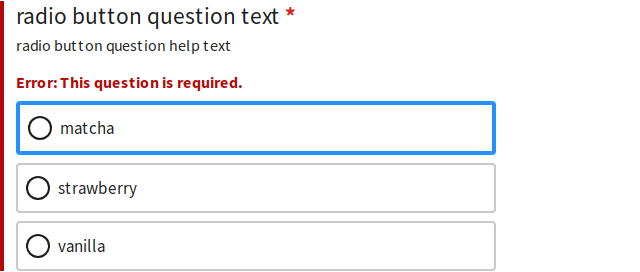 radio button question text *
radio button question help text
Error: This question is required.
matcha
strawberry
vanilla